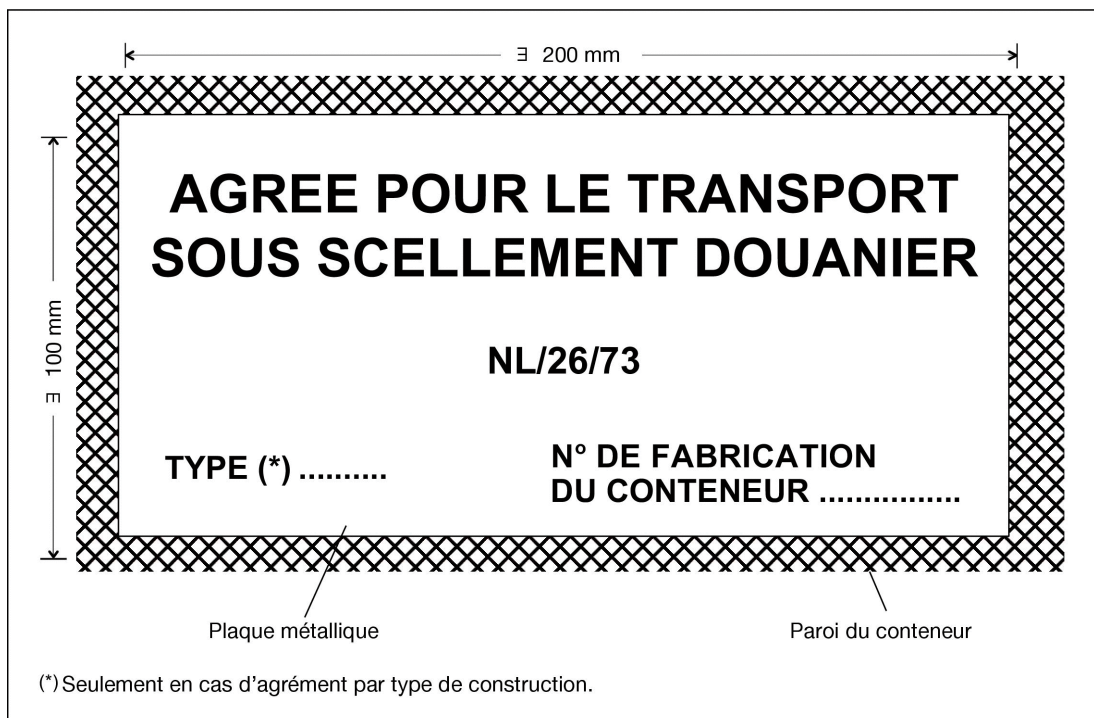 ∃ 200 mm
∃ 100 mm
AGREE POUR LE TRANSPORT
SOUS SCELLEMENT DOUANIER
NL/26/73
TYPE (*) ..........
N° DE FABRICATION
DU CONTENEUR ................
Plaque métallique
Paroi du conteneur
(*) Seulement en cas d’agrément par type de construction.